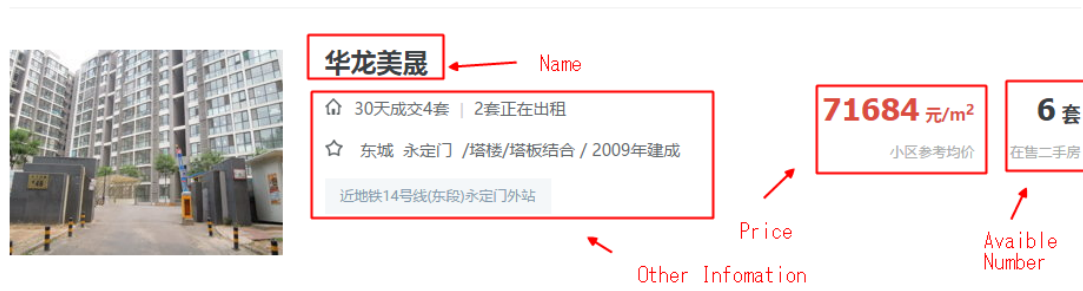 华龙美晟
Name
30天成交4套 | 2套正在出租
东城 永定门 /塔楼/塔板结合 / 2009年建成
近地铁14号线(东段)永定门外站
71684 元/m²
小区参考均价
6 套
在售二手房
Price
Avaible
Number
Other Infomation